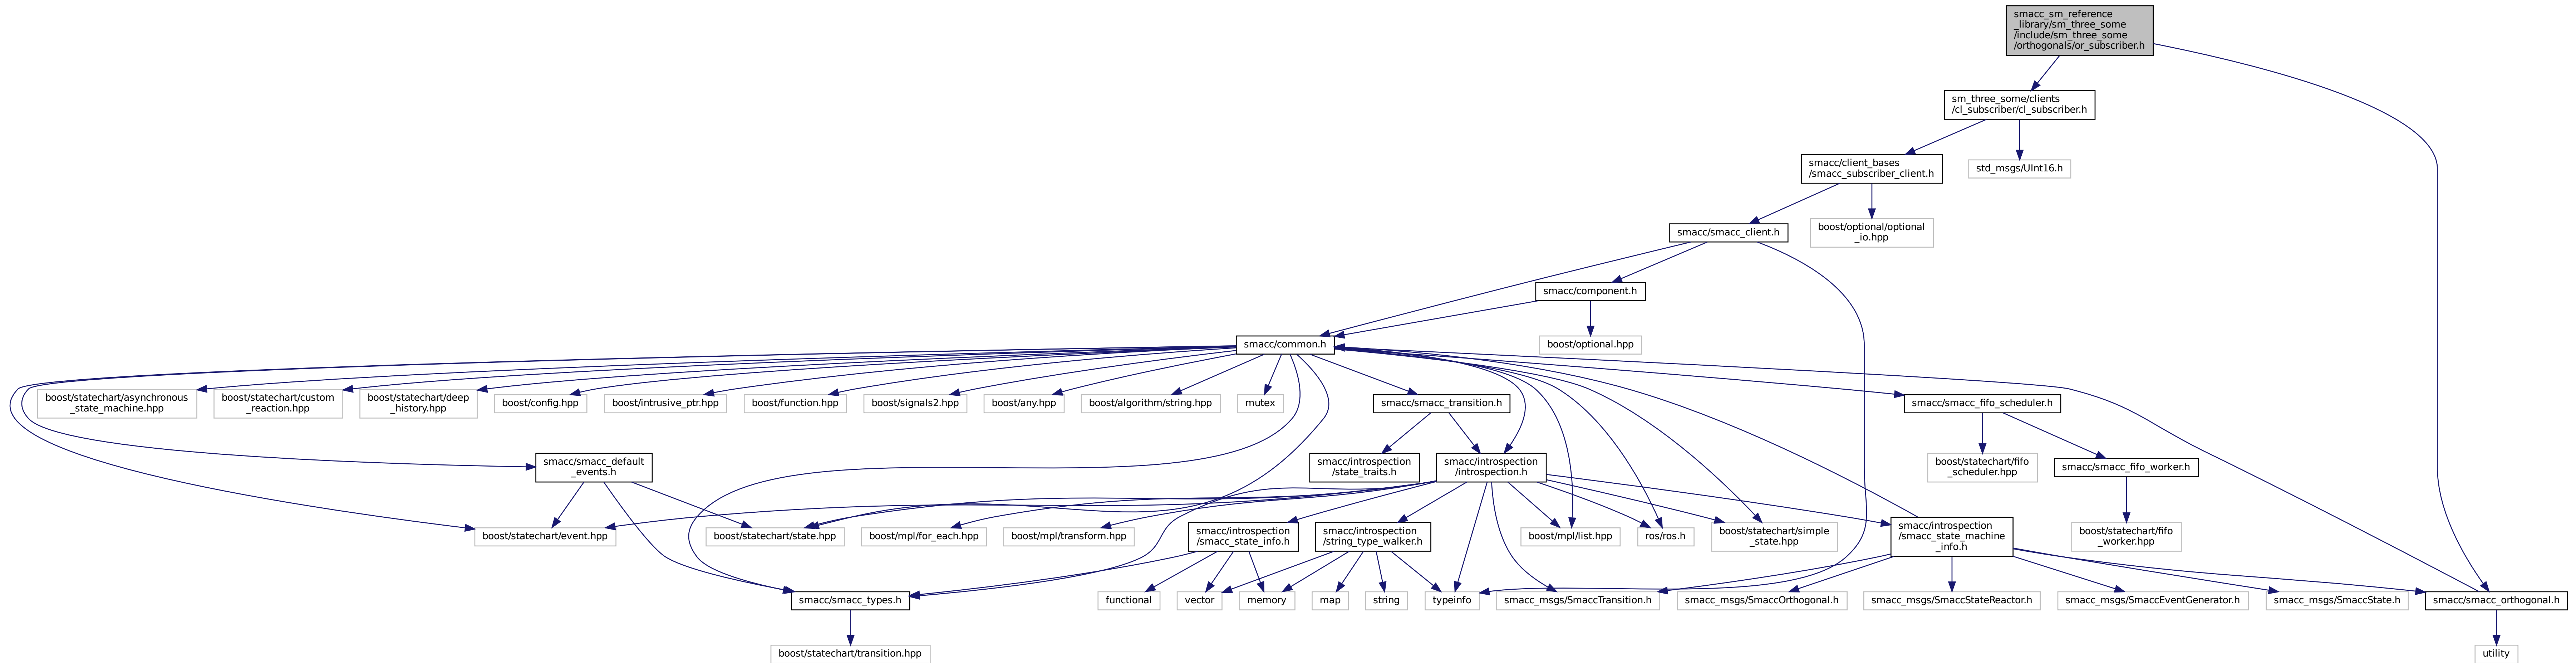 smacc_sm_reference
_library/sm_three_some
/include/sm_three_some
/orthogonals/or_subscriber.h
sm_three_some/clients
/cl_subscriber/cl_subscriber.h
smacc/client_bases
/smacc_subscriber_client.h
std_msgs/UInt16.h
smacc/smacc_client.h
boost/optional/optional
_io.hpp
smacc/component.h
smacc/common.h
boost/optional.hpp
boost/statechart/asynchronous
_state_machine.hpp
boost/statechart/custom
_reaction.hpp
boost/statechart/deep
_history.hpp
boost/config.hpp
boost/intrusive_ptr.hpp
boost/function.hpp
boost/signals2.hpp
boost/any.hpp
boost/algorithm/string.hpp
mutex
smacc/smacc_transition.h
smacc/smacc_fifo_scheduler.h
smacc/smacc_default
_events.h
smacc/introspection
/state_traits.h
smacc/introspection
/introspection.h
boost/statechart/fifo
_scheduler.hpp
smacc/smacc_fifo_worker.h
boost/statechart/event.hpp
boost/statechart/state.hpp
boost/mpl/for_each.hpp
boost/mpl/transform.hpp
smacc/introspection
/smacc_state_info.h
smacc/introspection
/string_type_walker.h
boost/mpl/list.hpp
ros/ros.h
boost/statechart/simple
_state.hpp
smacc/introspection
/smacc_state_machine
_info.h
boost/statechart/fifo
_worker.hpp
smacc/smacc_types.h
functional
vector
memory
map
string
typeinfo
smacc_msgs/SmaccTransition.h
smacc_msgs/SmaccOrthogonal.h
smacc_msgs/SmaccStateReactor.h
smacc_msgs/SmaccEventGenerator.h
smacc_msgs/SmaccState.h
smacc/smacc_orthogonal.h
boost/statechart/transition.hpp
utility